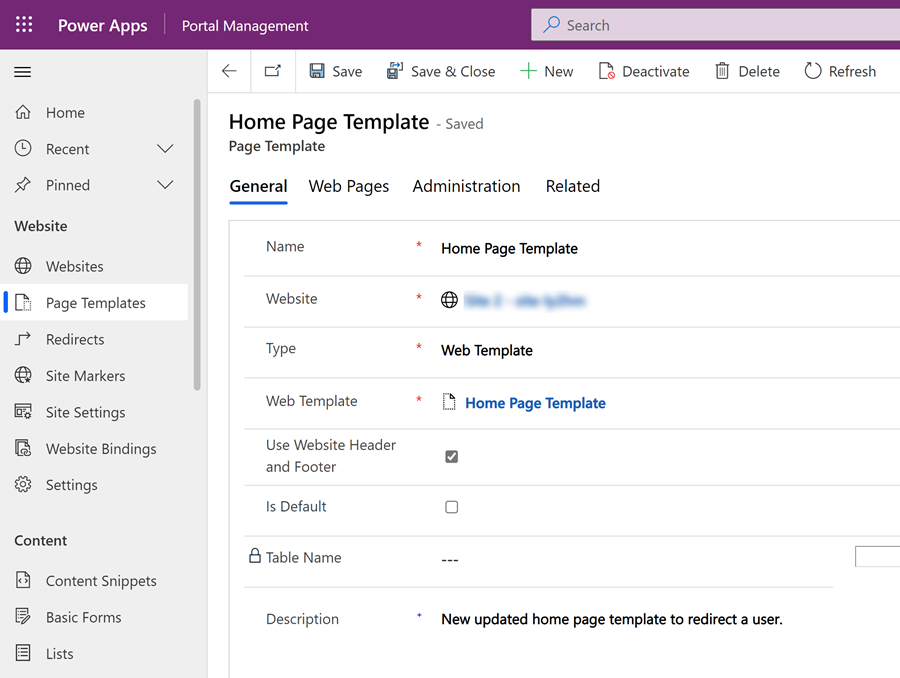 Power Apps
Portal Management
Search
Save
Save & Close
New
Deactivate
Delete
Refresh
Home
Recent
Pinned
Website
Websites
Page Templates
Redirects
Site Markers
Site Settings
Website Bindings
Settings
Content
Content Snippets
Basic Forms
Lists
Home Page Template - Saved
Page Template
General
Web Pages
Administration
Related
Name * Home Page Template
Website *
Type * Web Template
Web Template * Home Page Template
Use Website Header
and Footer
Is Default
Table Name ---
Description * New updated home page template to redirect a user.